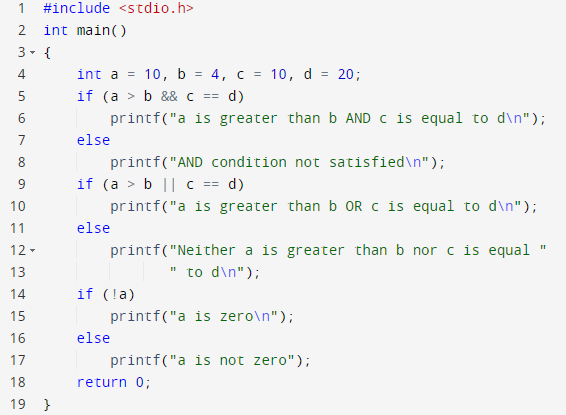 1 #include <stdio.h>
2 int main()
3 {
4     int a = 10, b = 4, c = 10, d = 20;
5     if (a > b && c == d)
6         printf("a is greater than b AND c is equal to d\n");
7     else
8         printf("AND condition not satisfied\n");
9     if (a > b || c == d)
10         printf("a is greater than b OR c is equal to d\n");
11     else
12         printf("Neither a is greater than b nor c is equal "
13                " to d\n");
14     if (!a)
15         printf("a is zero\n");
16     else
17         printf("a is not zero");
18     return 0;
19 }